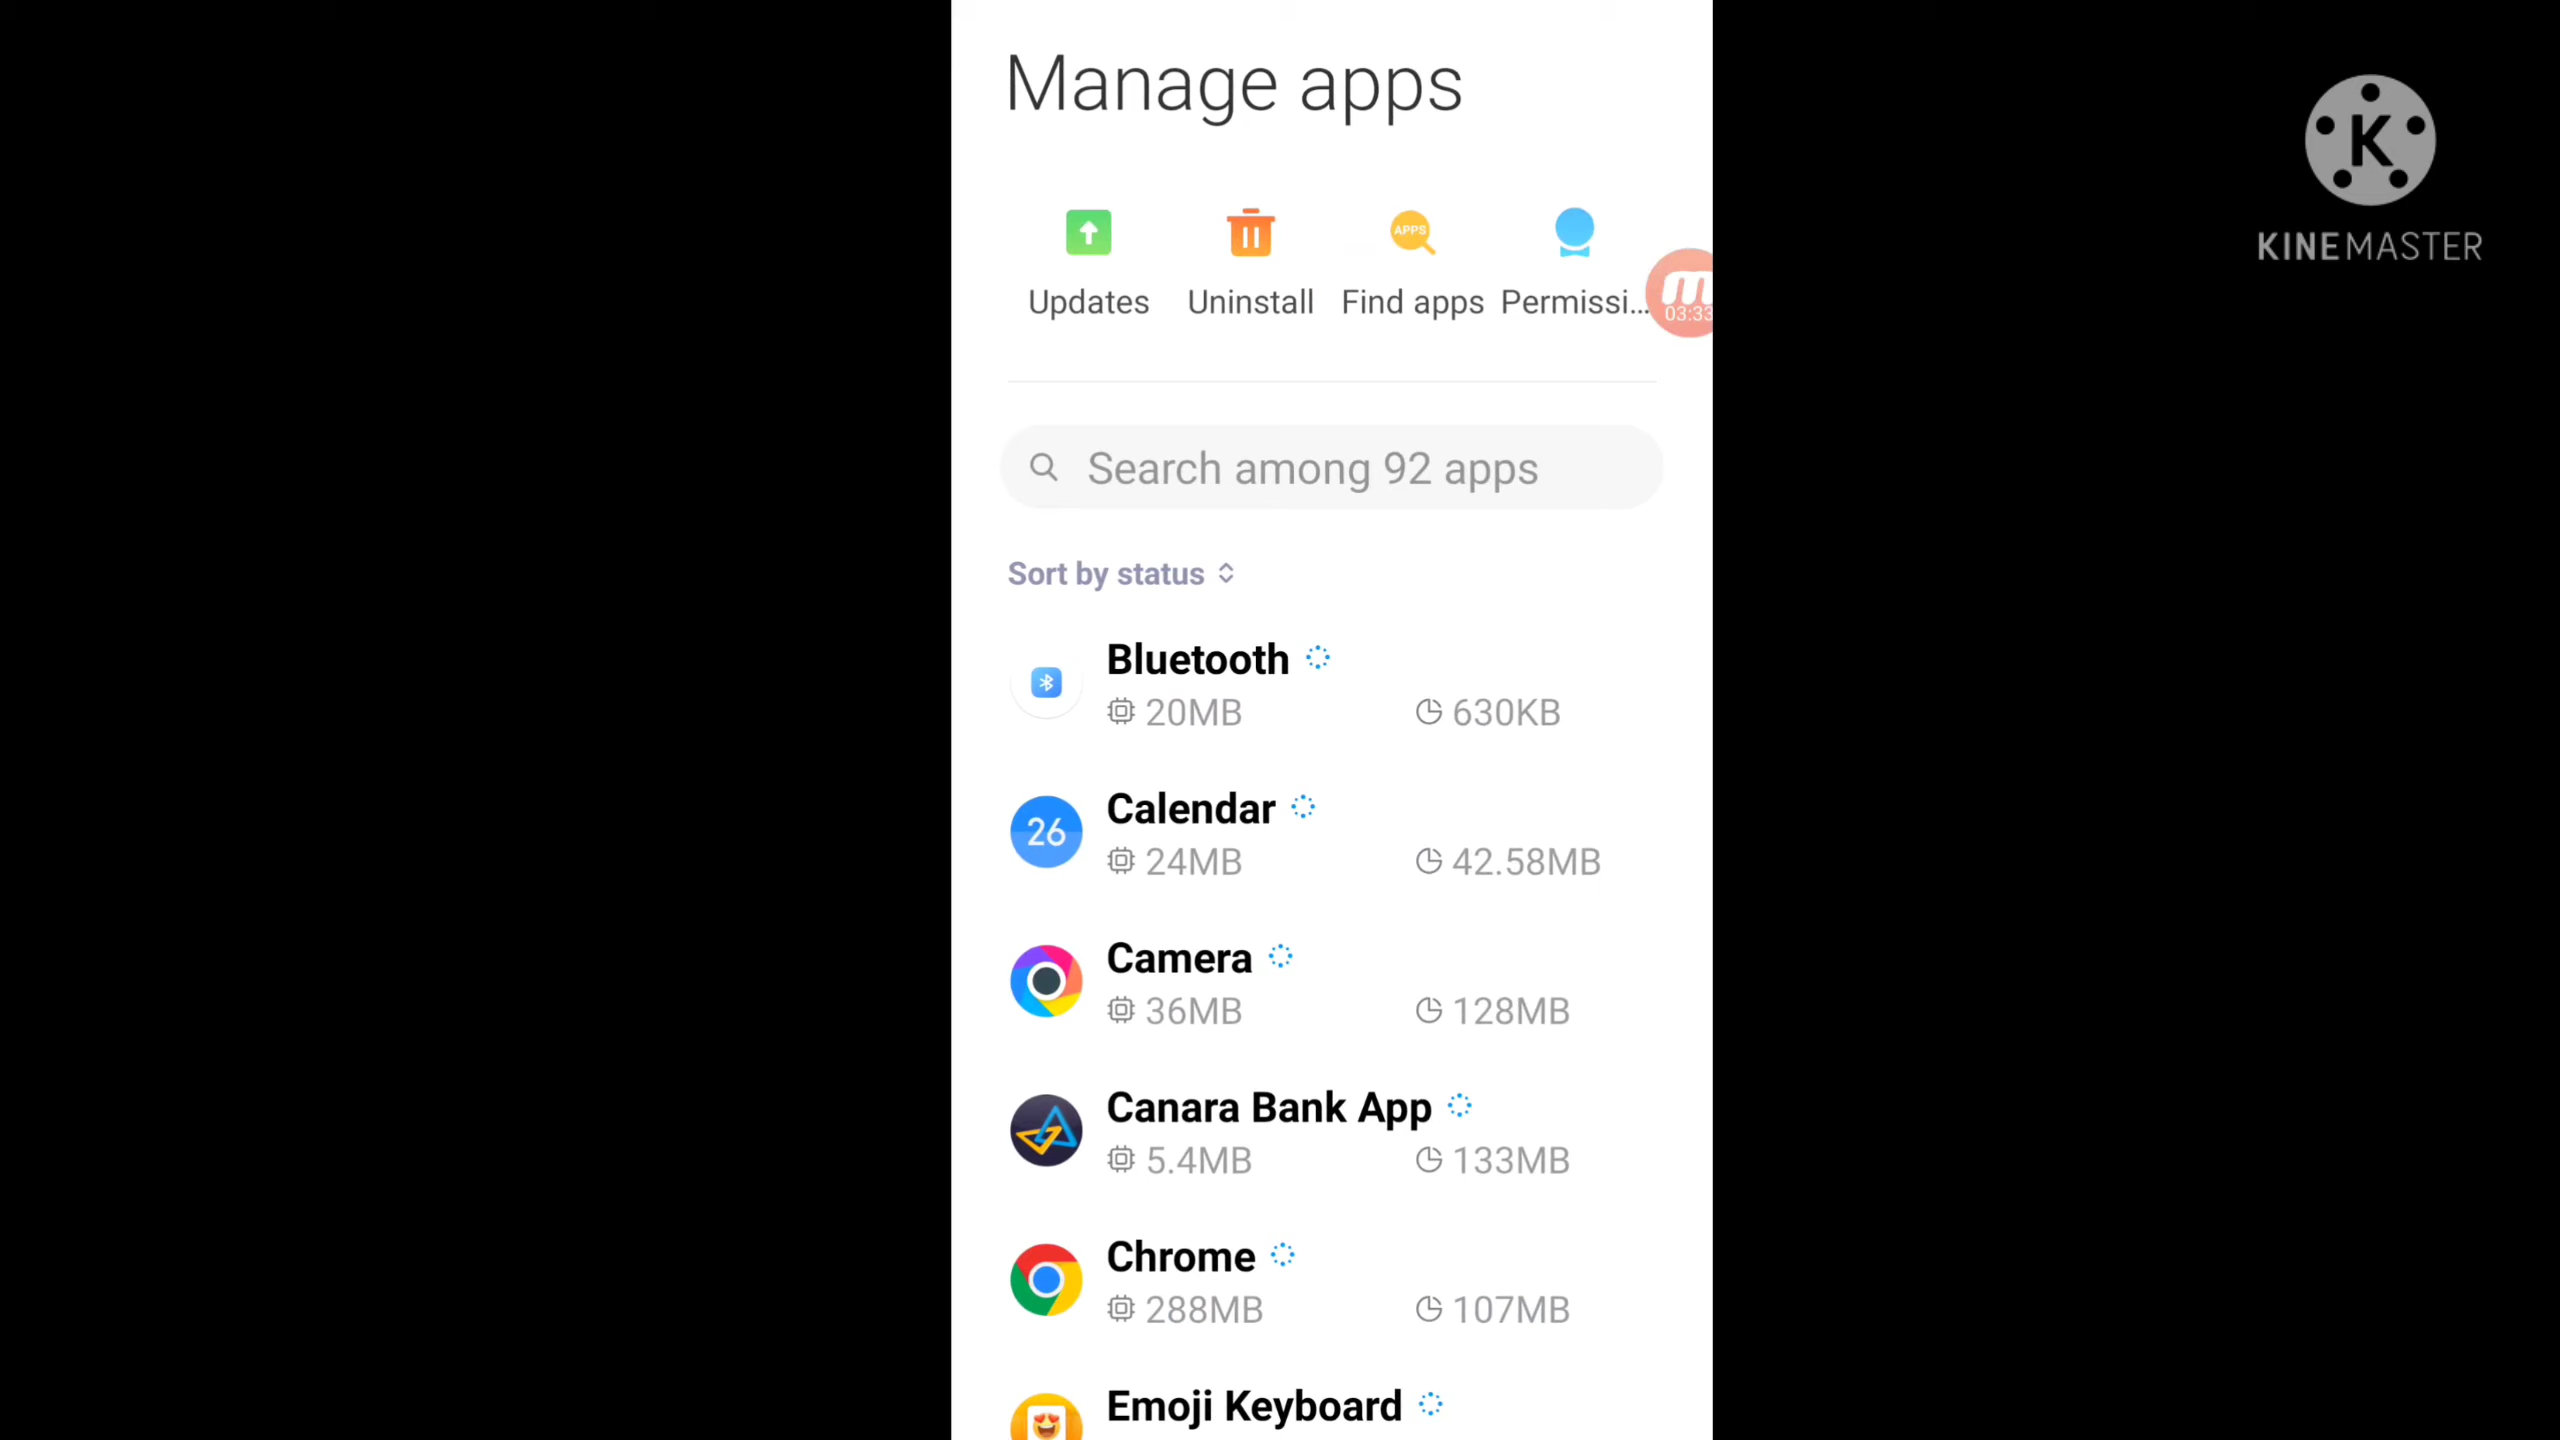 Manage apps
K
KINEMASTER
APPS
Updates Uninstall Find apps Permissi...
03:33
Search among 92 apps
Sort by status
Bluetooth
20MB 630KB
26
Calendar
24MB 42.58MB
Camera
36MB 128MB
Canara Bank App
5.4MB 133MB
Chrome
288MB 107MB
Emoji Keyboard